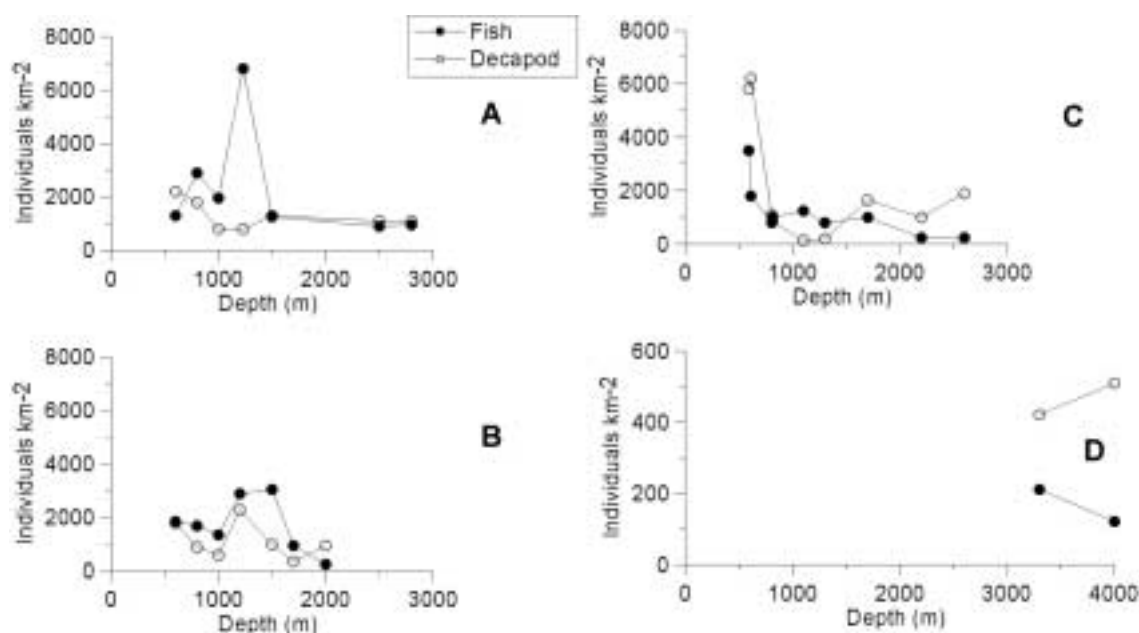 Fish
Decapod
8000
6000
4000
2000
0
Individuals km-2
0 1000 2000 3000
Depth (m)
A
8000
6000
4000
2000
0
Individuals km-2
0 1000 2000 3000
Depth (m)
C
8000
6000
4000
2000
0
Individuals km-2
0 1000 2000 3000
Depth (m)
B
600
400
200
0
Individuals km-2
0 1000 2000 3000 4000
Depth (m)
D